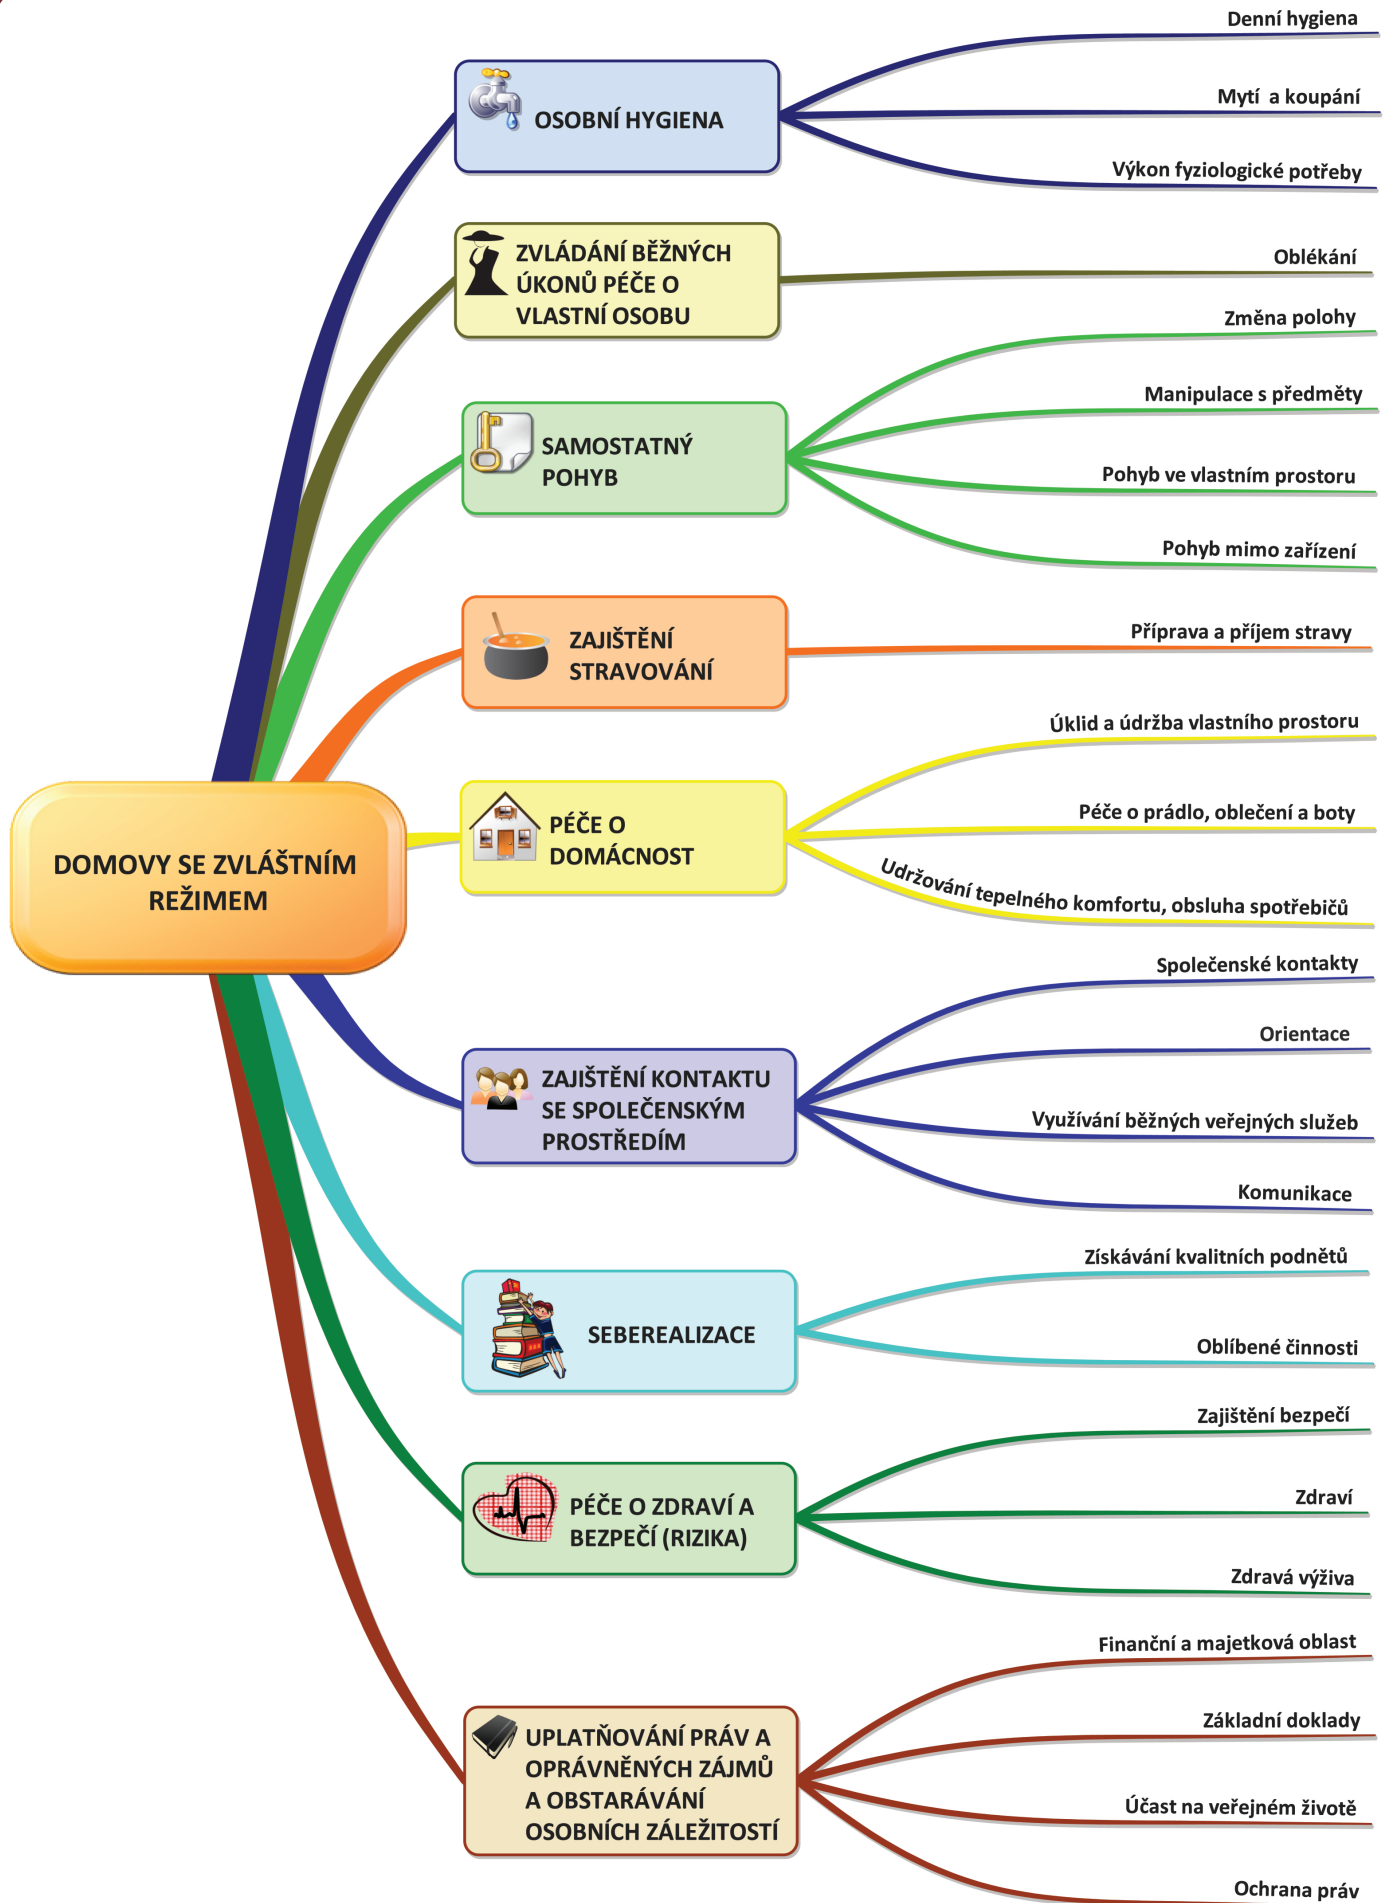 Denní hygiena
OSOBNÍ HYGIENA
Mytí a koupání
Výkon fyziologické potřeby
ZVLÁDÁNÍ BĚŽNÝCH
ÚKONŮ PÉČE O
VLASTNÍ OSOBU
Oblékání
SAMOSTATNÝ
POHYB
Změna polohy
Manipulace s předměty
Pohyb ve vlastním prostoru
Pohyb mimo zařízení
ZAJIŠTĚNÍ
STRAVOVÁNÍ
Příprava a příjem stravy
DOMOVY SE ZVLÁŠTNÍM
REŽIMEM
PÉČE O
DOMÁCNOST
Úklid a údržba vlastního prostoru
Péče o prádlo, oblečení a boty
Udržování tepelného komfortu, obsluha spotřebičů
ZAJIŠTĚNÍ KONTAKTU
SE SPOLEČENSKÝM
PROSTŘEDÍM
Společenské kontakty
Orientace
Využívání běžných veřejných služeb
Komunikace
SEBEREALIZACE
Získávání kvalitních podnětů
Oblíbené činnosti
PÉČE O ZDRAVÍ A
BEZPEČÍ (RIZIKA)
Zajištění bezpečí
Zdraví
Zdravá výživa
UPLATŇOVÁNÍ PRÁV A
OPRÁVNĚNÝCH ZÁJMŮ
A OBSTARÁVÁNÍ
OSOBNÍCH ZÁLEŽITOSTÍ
Finanční a majetková oblast
Základní doklady
Účast na veřejném životě
Ochrana práv